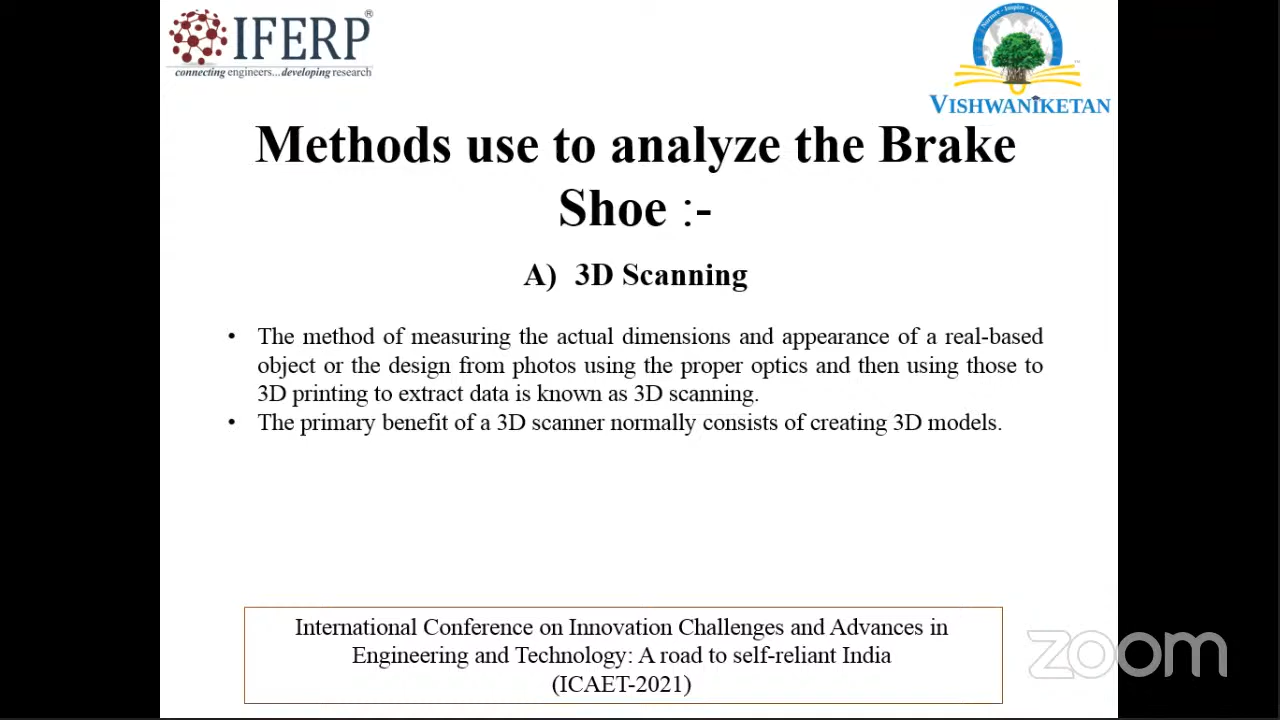 IFERP®
connecting engineers...developing research
Nurture - Inspire - Transform
VISHWANIKETAN
Methods use to analyze the Brake
Shoe :-
A) 3D Scanning
• The method of measuring the actual dimensions and appearance of a real-based
object or the design from photos using the proper optics and then using those to
3D printing to extract data is known as 3D scanning.
• The primary benefit of a 3D scanner normally consists of creating 3D models.
International Conference on Innovation Challenges and Advances in
Engineering and Technology: A road to self-reliant India
(ICAET-2021)
zoom